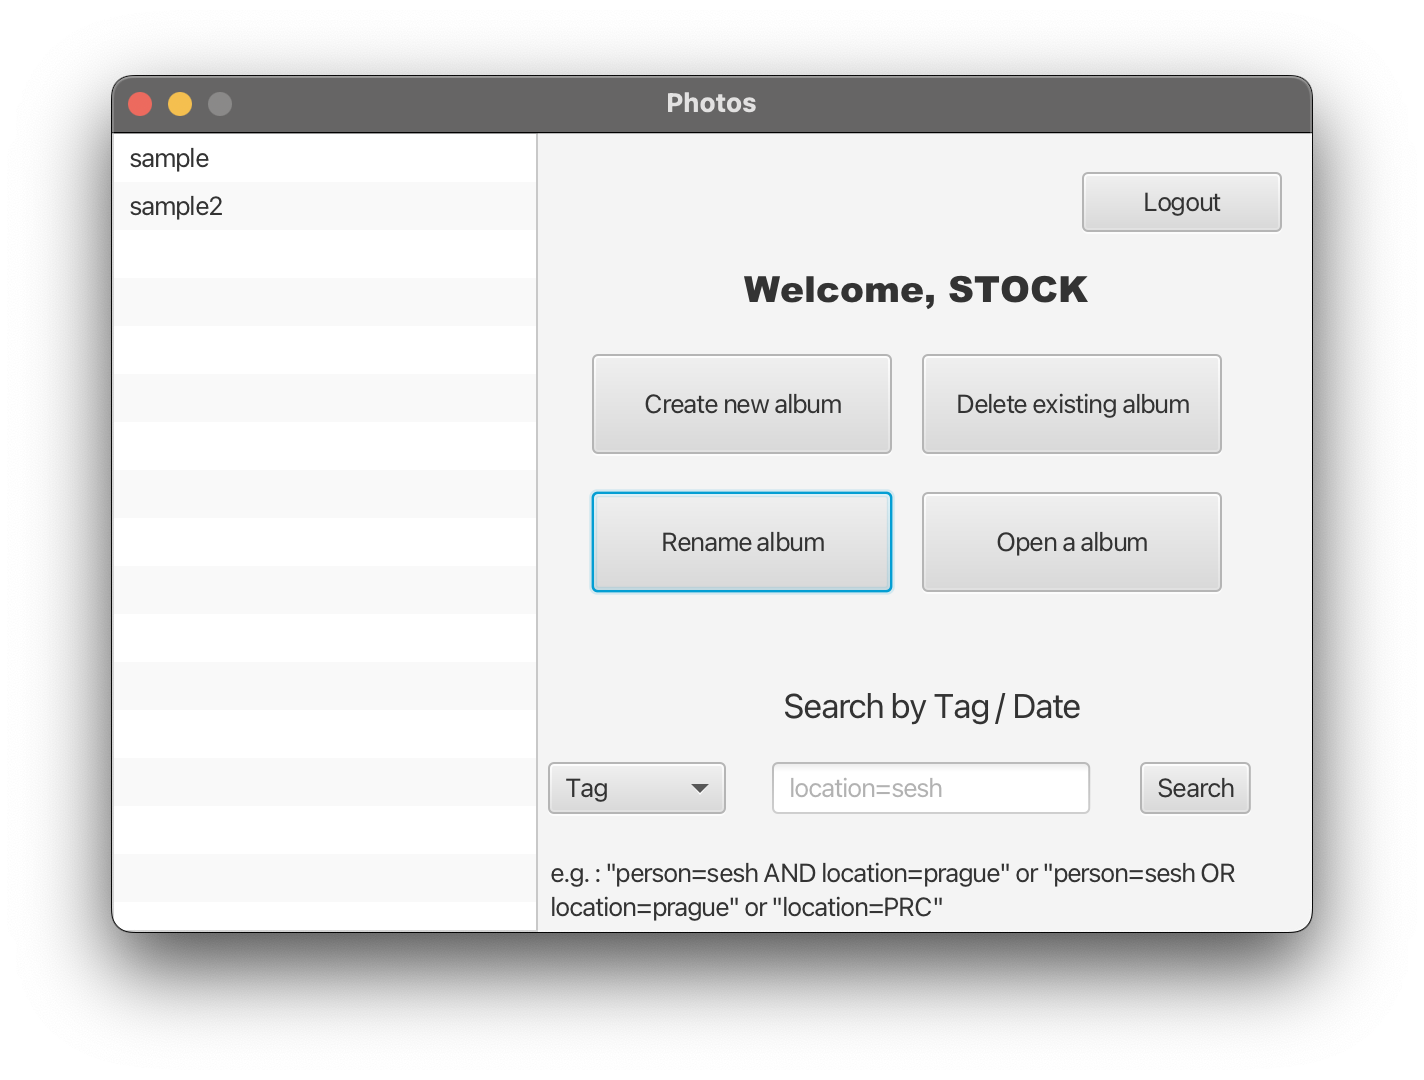 Photos
sample
sample2
Logout
Welcome, STOCK
Create new album
Delete existing album
Rename album
Open a album
Search by Tag / Date
Tag
location=sesh
Search
e.g. : "person=sesh AND location=prague" or "person=sesh OR
location=prague" or "location=PRC"